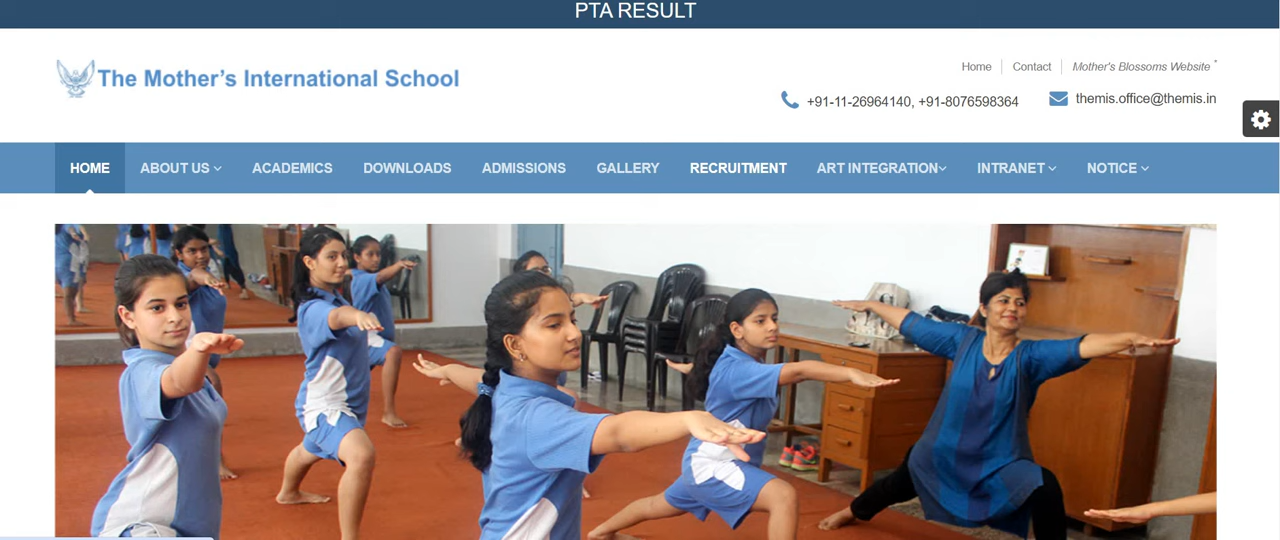 PTA RESULT
The Mother's International School
Home Contact Mother's Blossoms Website *
+91-11-26964140, +91-8076598364 themis.office@themis.in
HOME ABOUT US ACADEMICS DOWNLOADS ADMISSIONS GALLERY RECRUITMENT ART INTEGRATION INTRANET NOTICE